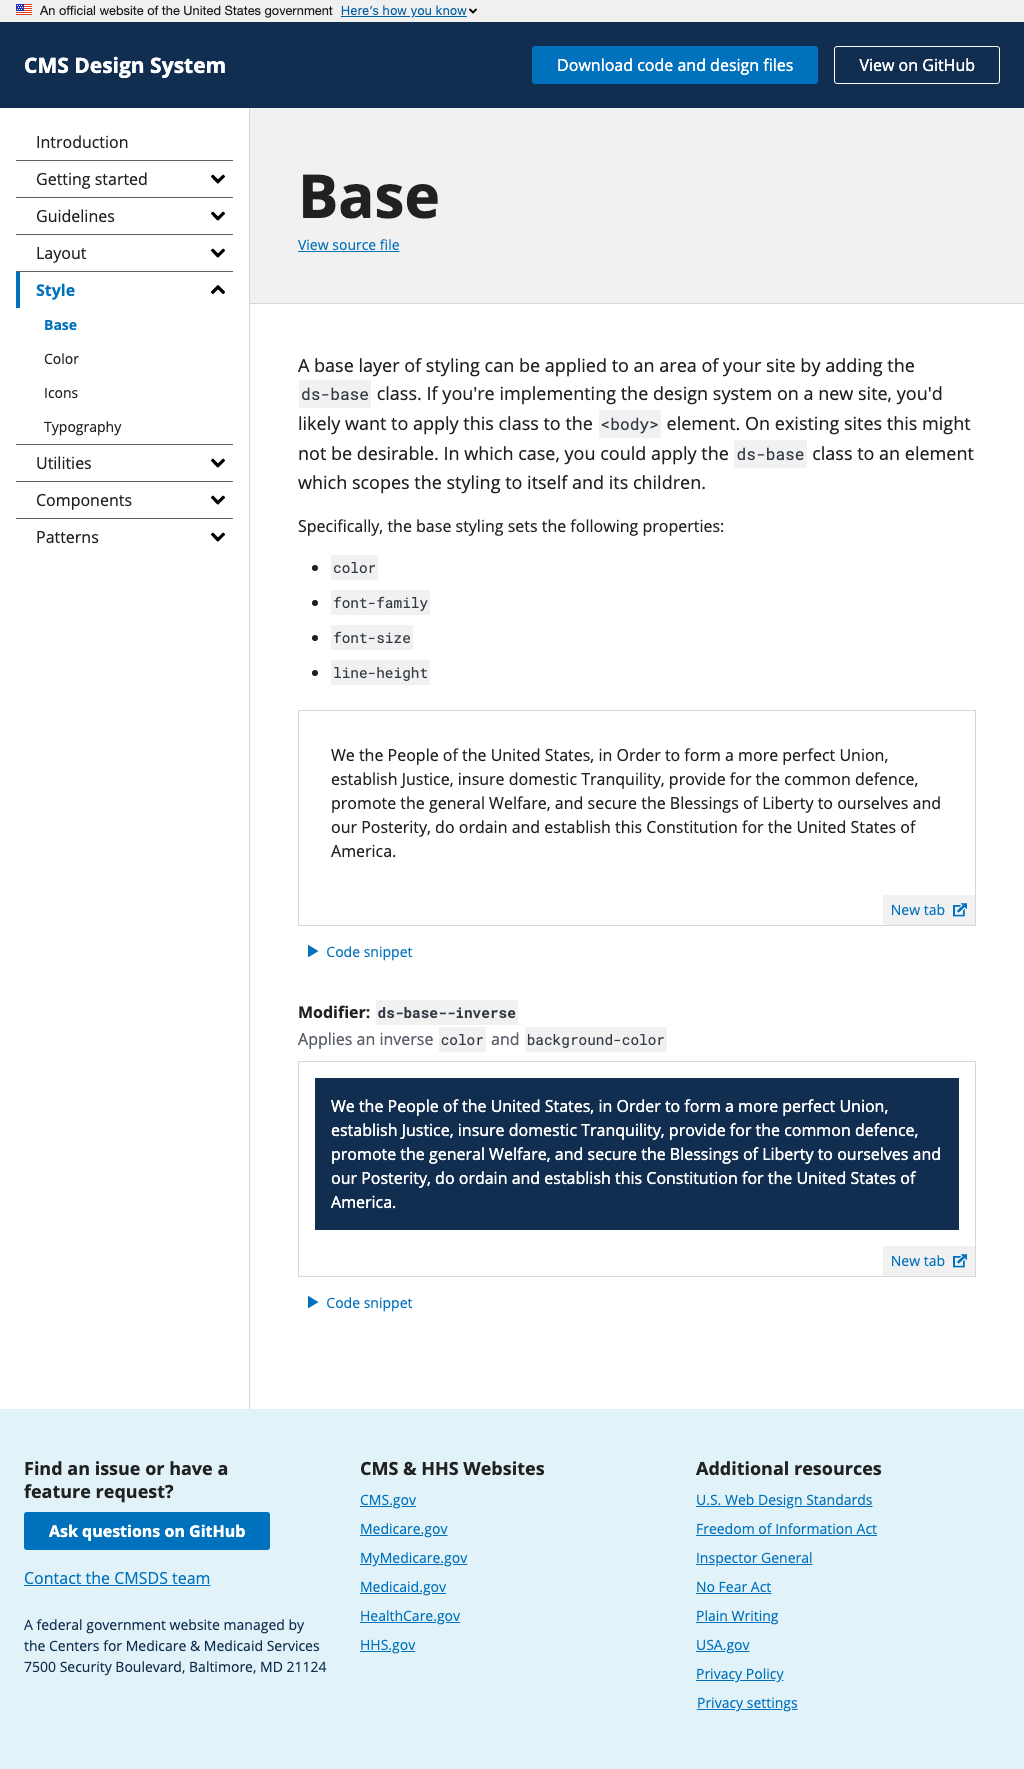 An official website of the United States government Here's how you know
CMS Design System
Download code and design files
View on GitHub
Introduction
Getting started
Guidelines
Layout
Style
Base
Color
Icons
Typography
Utilities
Components
Patterns
Base
View source file
A base layer of styling can be applied to an area of your site by adding the
ds-base class. If you're implementing the design system on a new site, you'd
likely want to apply this class to the <body> element. On existing sites this might
not be desirable. In which case, you could apply the ds-base class to an element
which scopes the styling to itself and its children.
Specifically, the base styling sets the following properties:
color
font-family
font-size
line-height
We the People of the United States, in Order to form a more perfect Union,
establish Justice, insure domestic Tranquility, provide for the common defence,
promote the general Welfare, and secure the Blessings of Liberty to ourselves and
our Posterity, do ordain and establish this Constitution for the United States of
America.
New tab
Code snippet
Modifier: ds-base--inverse
Applies an inverse color and background-color
We the People of the United States, in Order to form a more perfect Union,
establish Justice, insure domestic Tranquility, provide for the common defence,
promote the general Welfare, and secure the Blessings of Liberty to ourselves and
our Posterity, do ordain and establish this Constitution for the United States of
America.
New tab
Code snippet
Find an issue or have a
feature request?
Ask questions on GitHub
Contact the CMSDS team
A federal government website managed by
the Centers for Medicare & Medicaid Services
7500 Security Boulevard, Baltimore, MD 21124
CMS & HHS Websites
CMS.gov
Medicare.gov
MyMedicare.gov
Medicaid.gov
HealthCare.gov
HHS.gov
Additional resources
U.S. Web Design Standards
Freedom of Information Act
Inspector General
No Fear Act
Plain Writing
USA.gov
Privacy Policy
Privacy settings